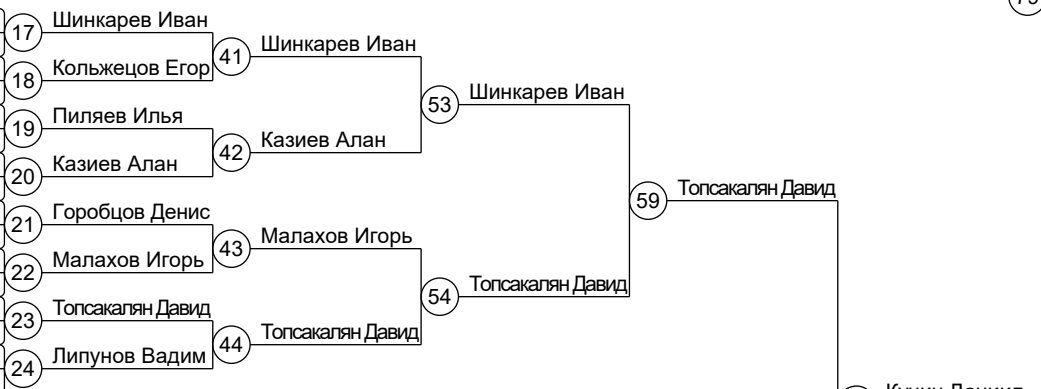 17 Шинкарев Иван
41 Шинкарев Иван
18 Кольжецов Егор
53 Шинкарев Иван
19 Пиляев Илья
42 Казиев Алан
20 Казиев Алан
59 Топсакалян Давид
21 Горобцов Денис
43 Малахов Игорь
22 Малахов Игорь
54 Топсакалян Давид
23 Топсакалян Давид
44 Топсакалян Давид
24 Липунов Вадим